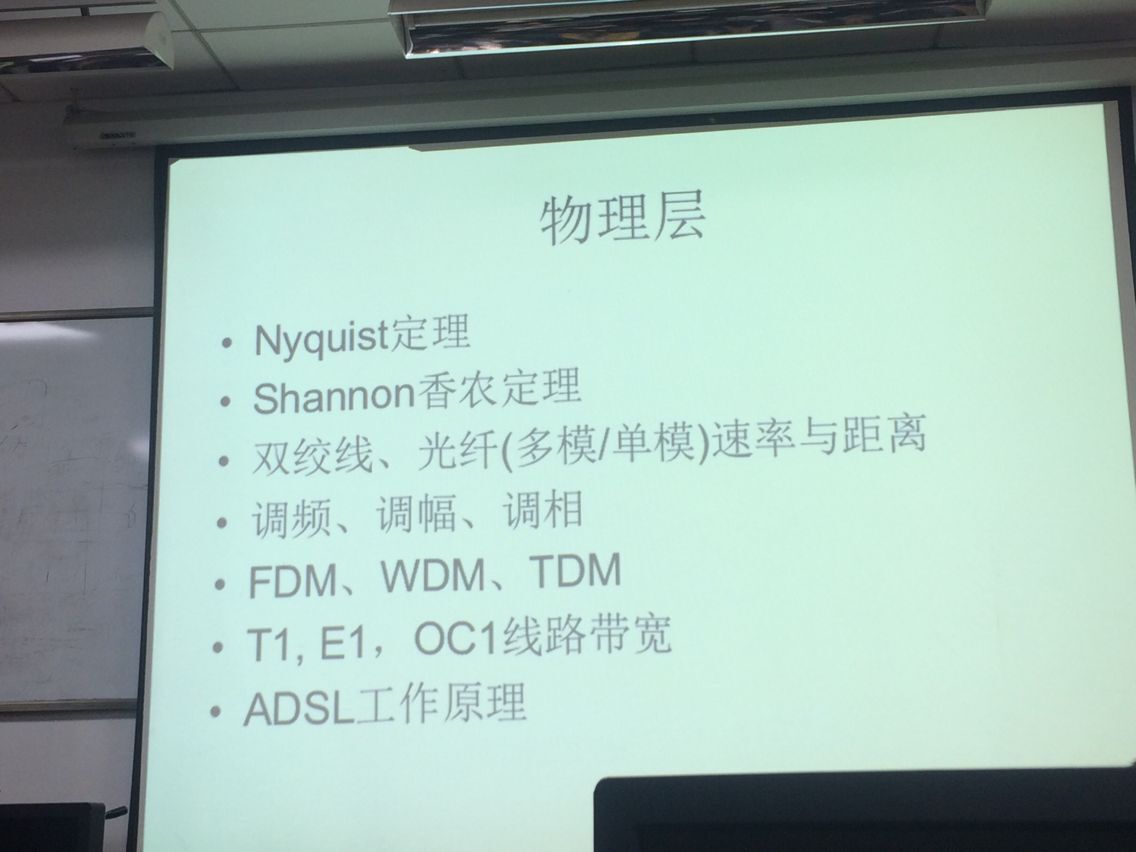 物理层
• Nyquist定理
• Shannon香农定理
• 双绞线、光纤(多模/单模)速率与距离
• 调频、调幅、调相
• FDM、WDM、TDM
• T1, E1，OC1线路带宽
• ADSL工作原理